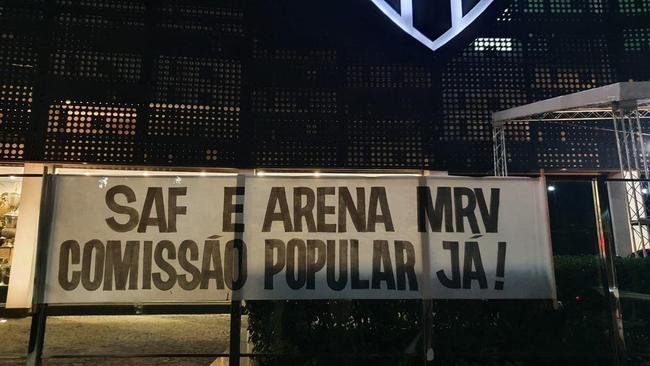 SAF E ARENA MRV
COMISSÃO POPULAR JÁ!